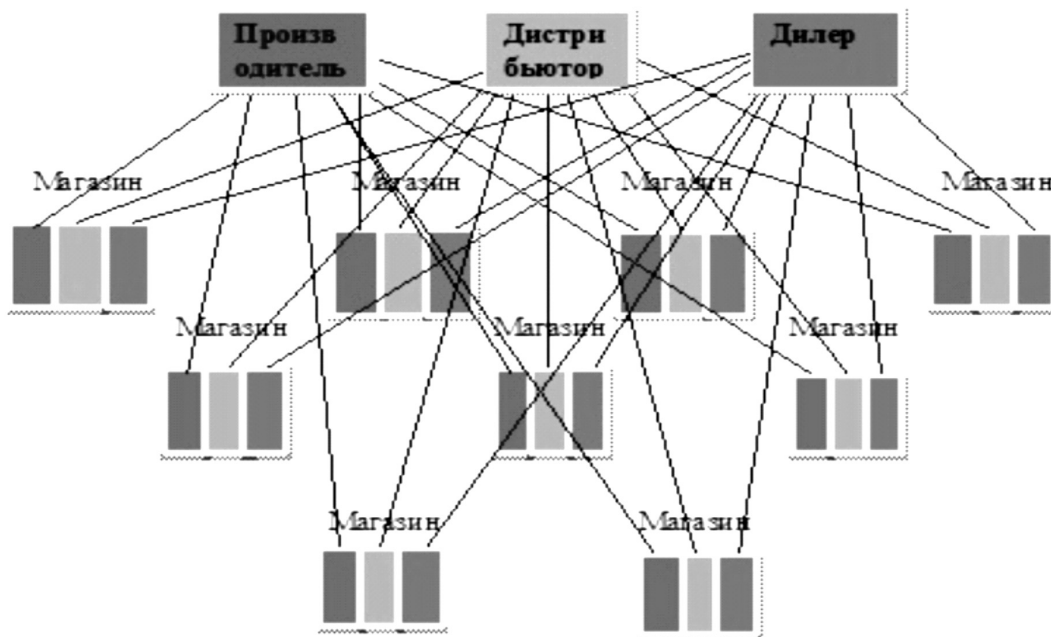 Произв
одитель
Дистри
бьютор
Дилер
Магазин
Магазин
Магазин
Магазин
Магазин
Магазин
Магазин
Магазин
Магазин